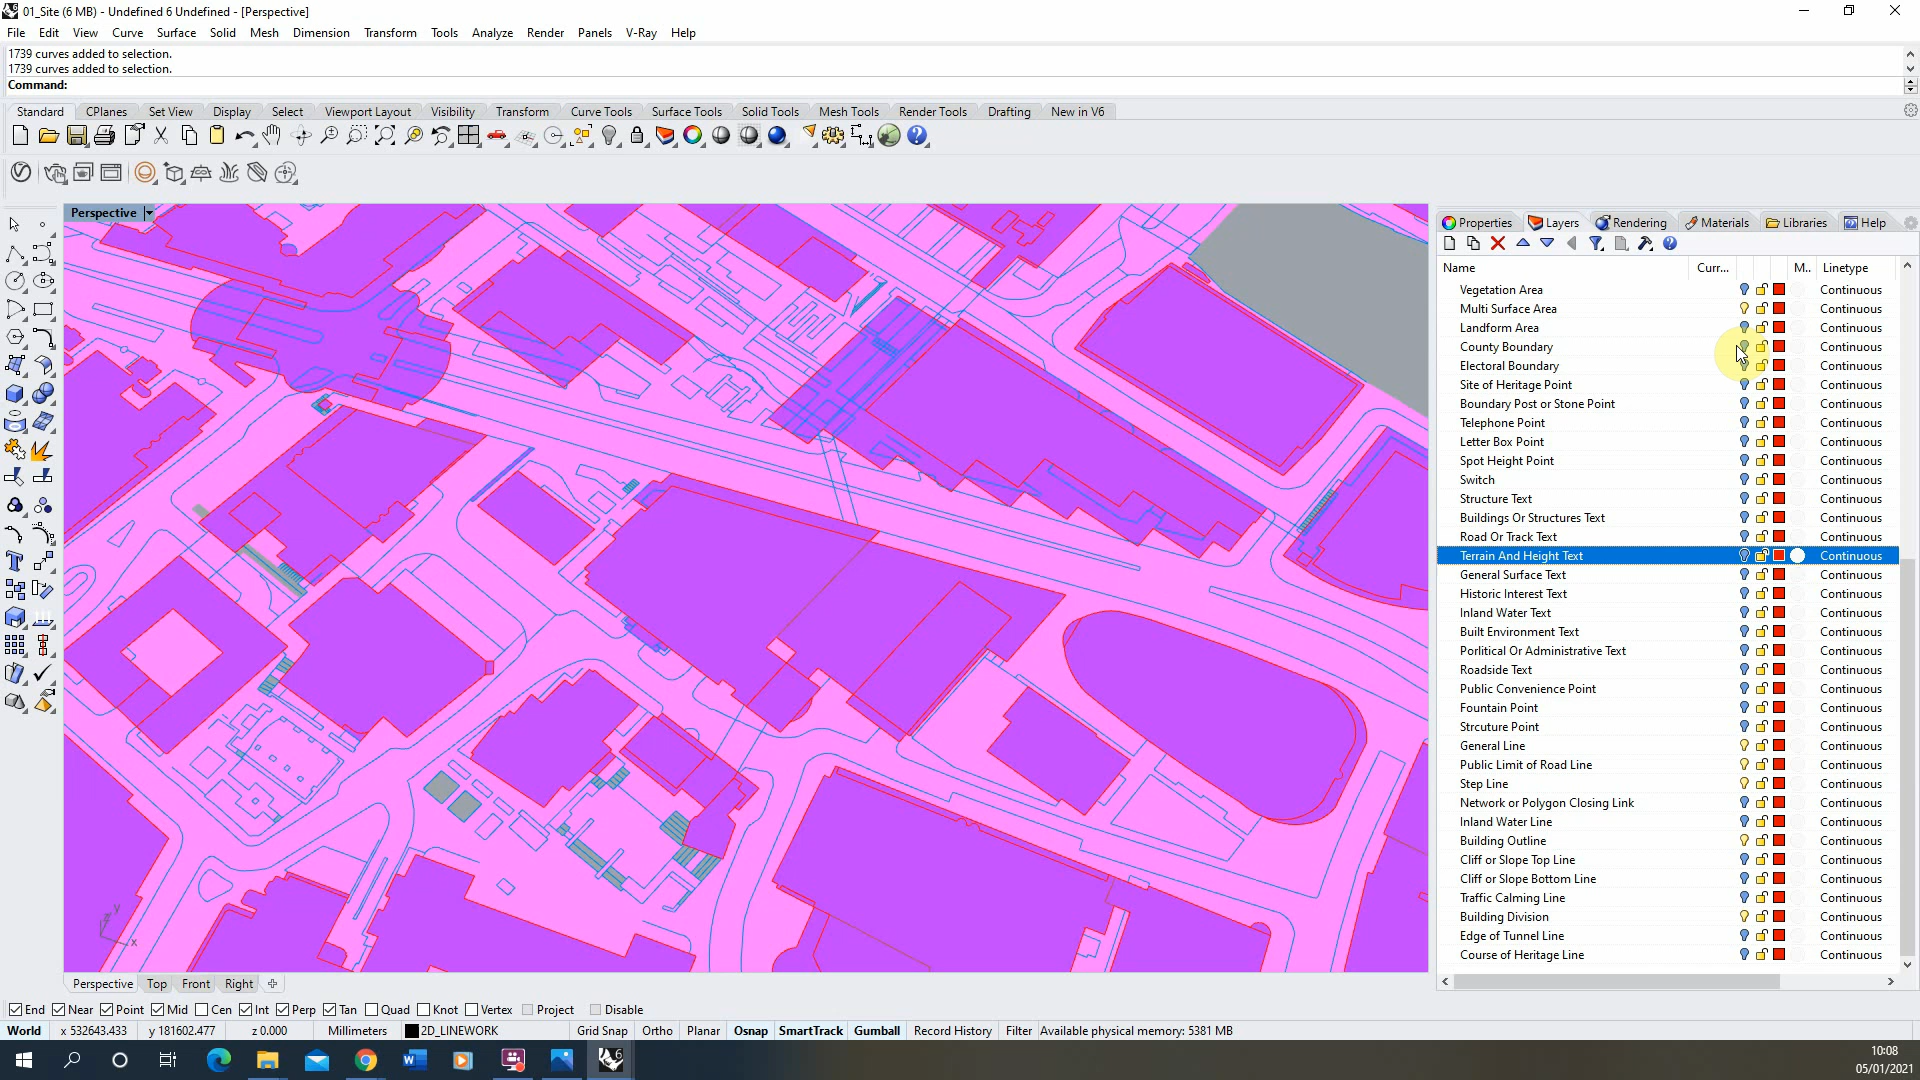 01_Site (6 MB) - Undefined 6 Undefined - [Perspective]
File Edit View Curve Surface Solid Mesh Dimension Transform Tools Analyze Render Panels V-Ray Help
1739 curves added to selection.
1739 curves added to selection.
Command:
Standard CPlanes Set View Display Select Viewport Layout Visibility Transform Curve Tools Surface Tools Solid Tools Mesh Tools Render Tools Drafting New in V6
Perspective
Properties Layers Rendering Materials Libraries Help
Name Curr... M.. Linetype
Vegetation Area Continuous
Multi Surface Area Continuous
Landform Area Continuous
County Boundary Continuous
Electoral Boundary Continuous
Site of Heritage Point Continuous
Boundary Post or Stone Point Continuous
Telephone Point Continuous
Letter Box Point Continuous
Spot Height Point Continuous
Switch Continuous
Structure Text Continuous
Buildings Or Structures Text Continuous
Road Or Track Text Continuous
Terrain And Height Text Continuous
General Surface Text Continuous
Historic Interest Text Continuous
Inland Water Text Continuous
Built Environment Text Continuous
Porlitical Or Administrative Text Continuous
Roadside Text Continuous
Public Convenience Point Continuous
Fountain Point Continuous
Strcuture Point Continuous
General Line Continuous
Public Limit of Road Line Continuous
Step Line Continuous
Network or Polygon Closing Link Continuous
Inland Water Line Continuous
Building Outline Continuous
Cliff or Slope Top Line Continuous
Cliff or Slope Bottom Line Continuous
Traffic Calming Line Continuous
Building Division Continuous
Edge of Tunnel Line Continuous
Course of Heritage Line Continuous
y
x
Perspective Top Front Right
End Near Point Mid Cen Int Perp Tan Quad Knot Vertex Project Disable
World x 532643.433 y 181602.477 z 0.000 Millimeters 2D_LINEWORK Grid Snap Ortho Planar Osnap SmartTrack Gumball Record History Filter Available physical memory: 5381 MB
10:08
05/01/2021